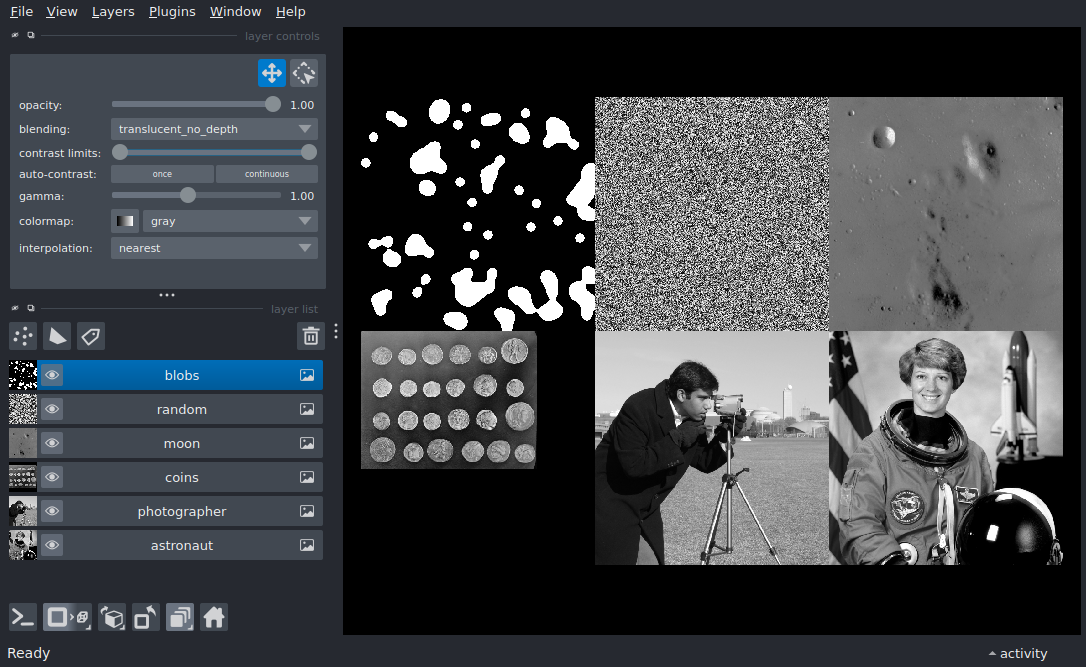 File View Layers Plugins Window Help
layer controls
opacity: 1.00
blending: translucent_no_depth
contrast limits:
auto-contrast: once continuous
gamma: 1.00
colormap: gray
interpolation: nearest
layer list
blobs
random
moon
coins
photographer
astronaut
Ready activity